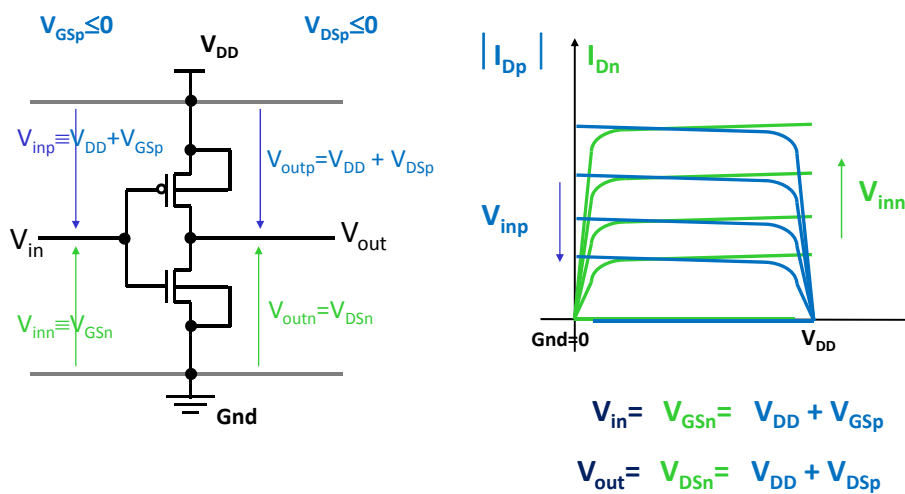 V_GSp≤0 V_DSp≤0
V_DD
V_inp≡V_DD+V_GSp
V_outp=V_DD + V_DSp
V_in
V_out
V_inn≡V_GSn
V_outn=V_DSn
Gnd
|I_Dp| I_Dn
V_inp
V_inn
Gnd=0
V_DD
V_in= V_GSn= V_DD + V_GSp
V_out= V_DSn= V_DD + V_DSp